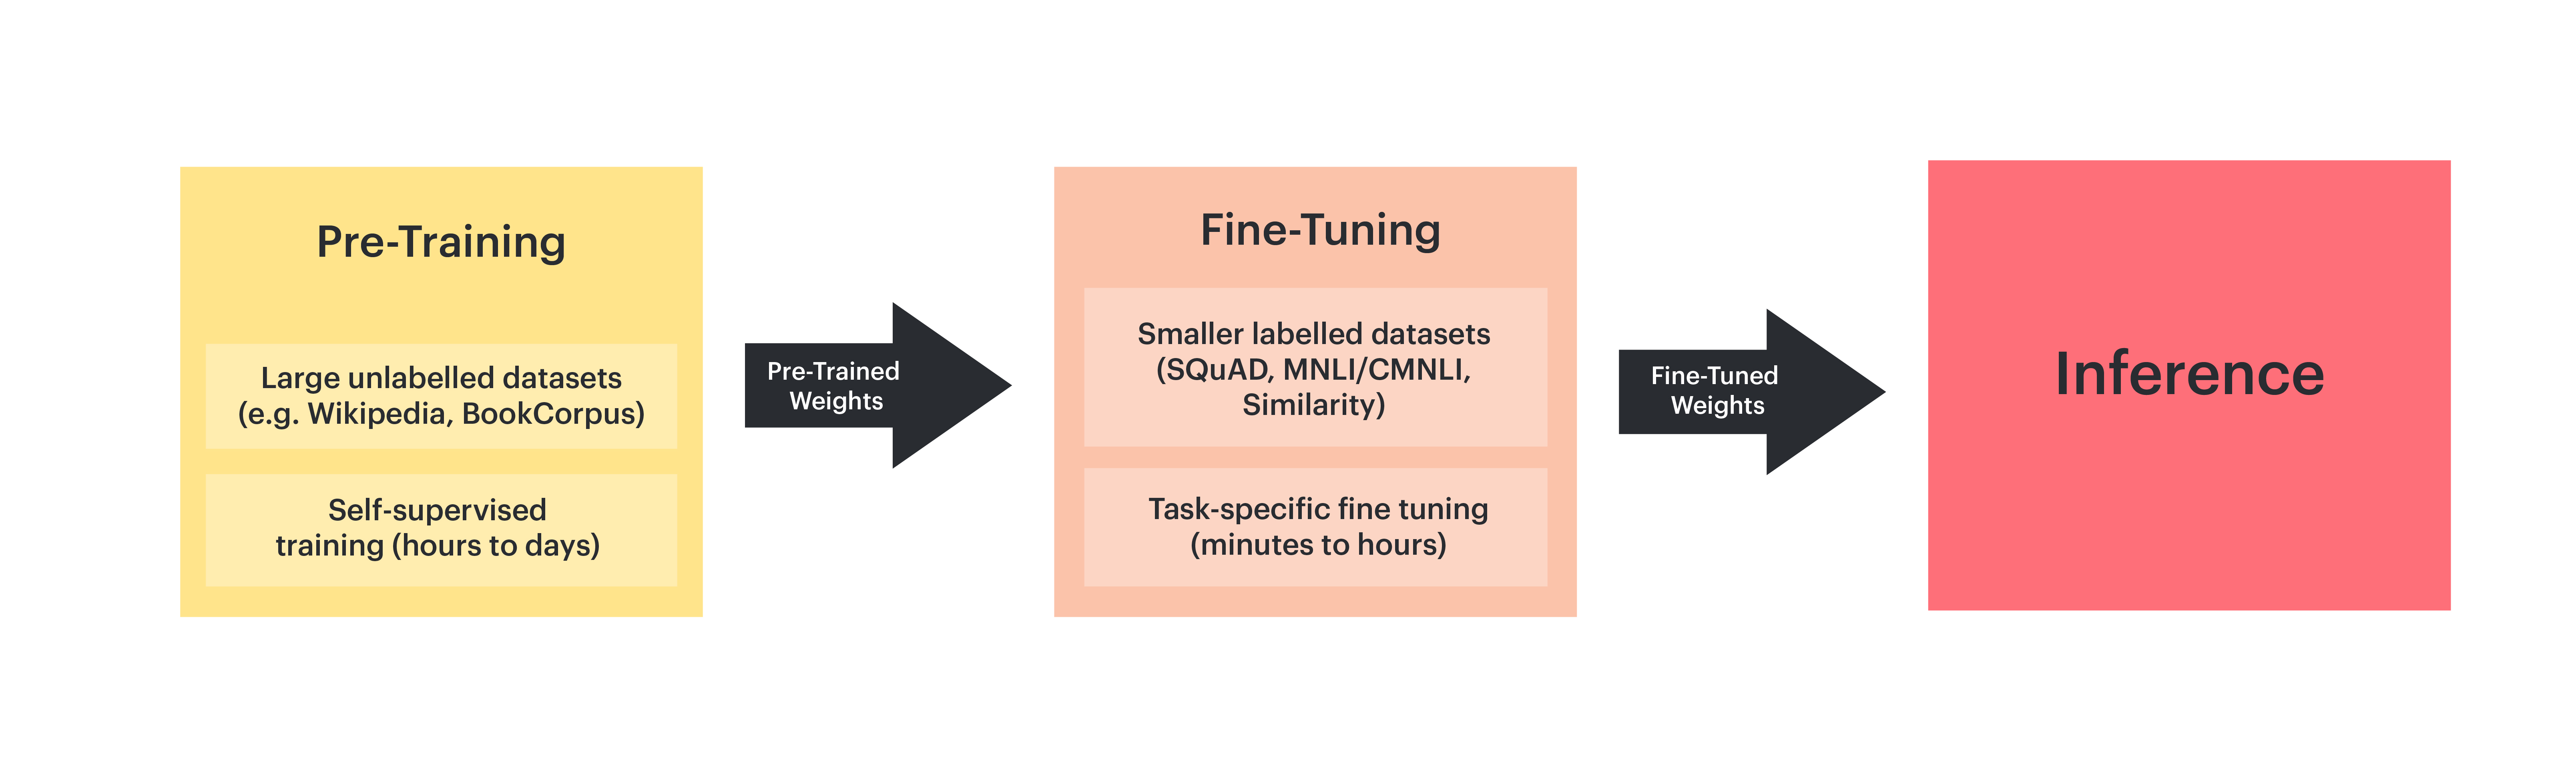 Pre-Training
Large unlabelled datasets
(e.g. Wikipedia, BookCorpus)
Self-supervised
training (hours to days)
Pre-Trained
Weights
Fine-Tuning
Smaller labelled datasets
(SQuAD, MNLI/CMNLI,
Similarity)
Task-specific fine tuning
(minutes to hours)
Fine-Tuned
Weights
Inference